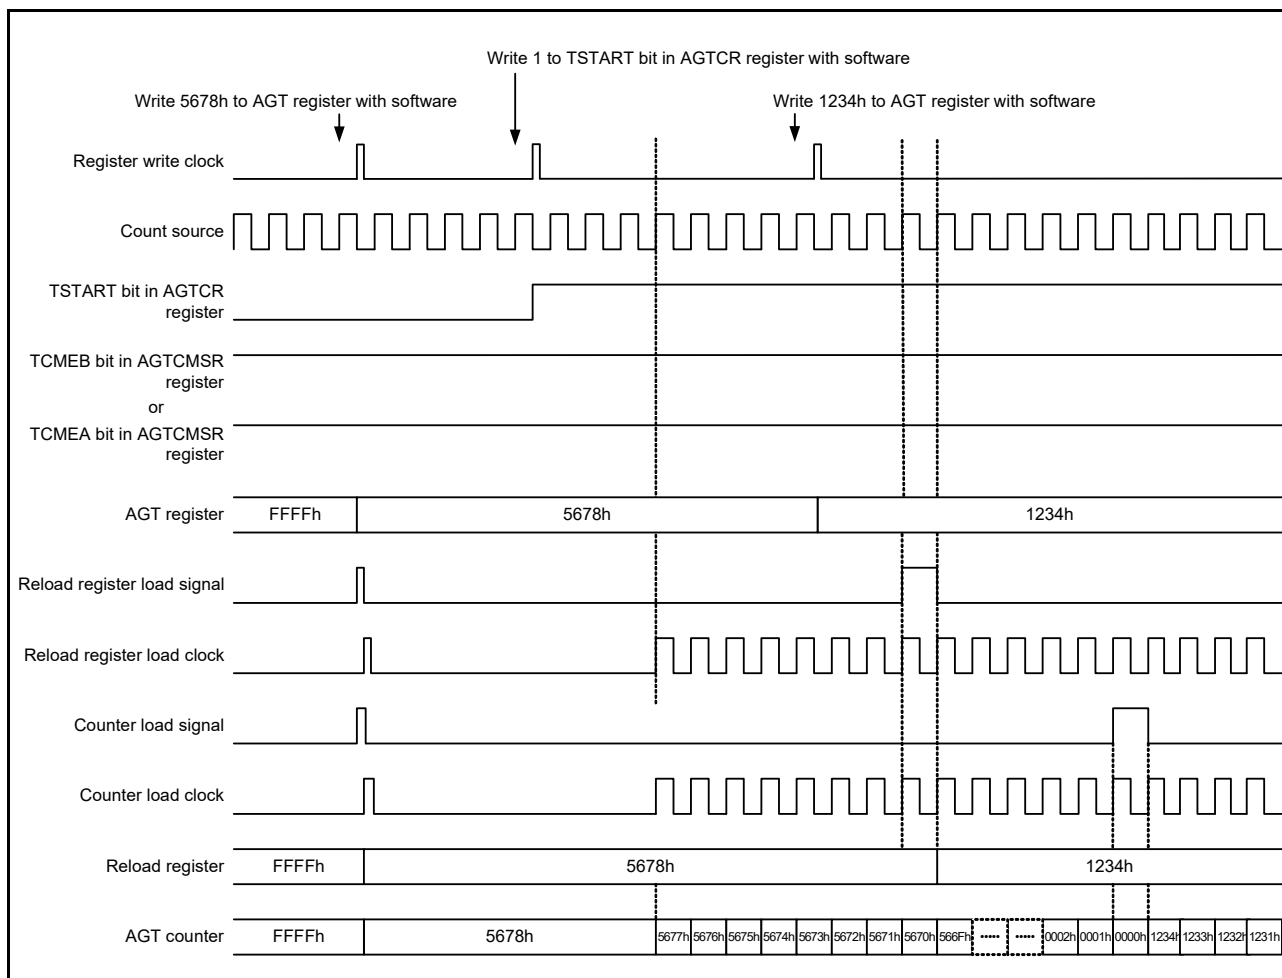 Write 1 to TSTART bit in AGTCR register with software
Write 5678h to AGT register with software
Write 1234h to AGT register with software
Register write clock
Count source
TSTART bit in AGTCR
register
TCMEB bit in AGTCMSR
register
or
TCMEA bit in AGTCMSR
register
AGT register FFFFh 5678h 1234h
Reload register load signal
Reload register load clock
Counter load signal
Counter load clock
Reload register FFFFh 5678h 1234h
AGT counter FFFFh 5678h 5677h 5676h 5675h 5674h 5673h 5672h 5671h 5670h 566Fh ····· ····· 0002h 0001h 0000h 1234h 1233h 1232h 1231h